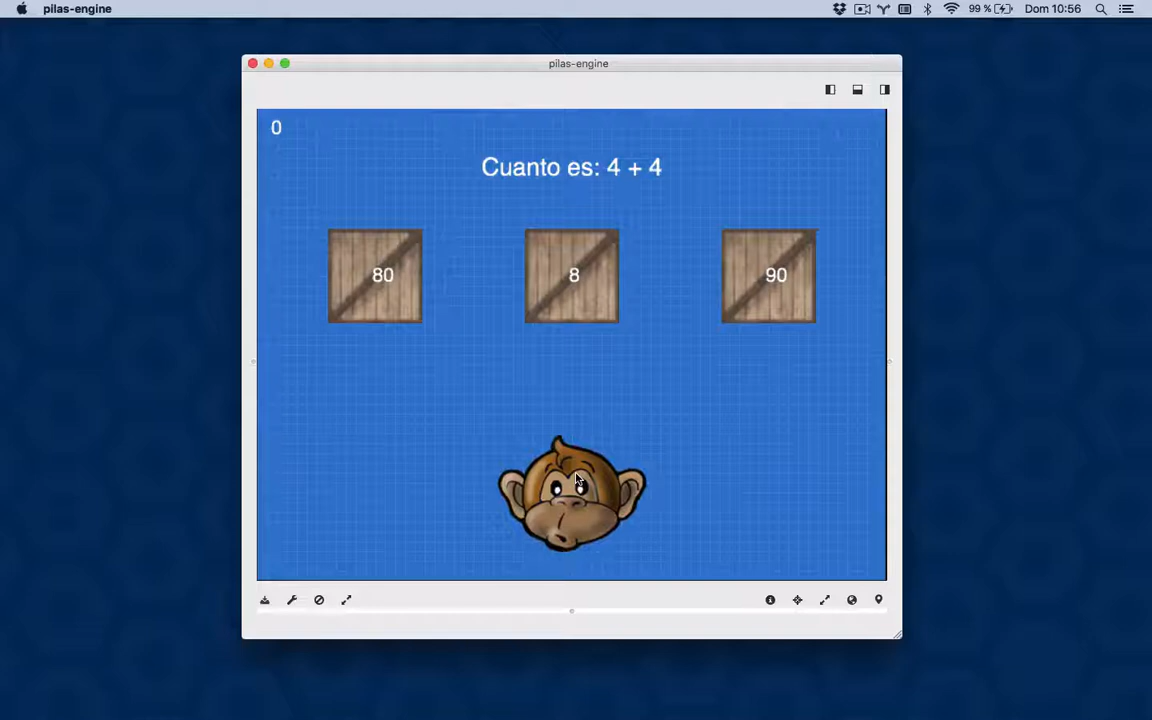 pilas-engine
99 %
Dom 10:56
pilas-engine
0
Cuanto es: 4 + 4
80
8
90